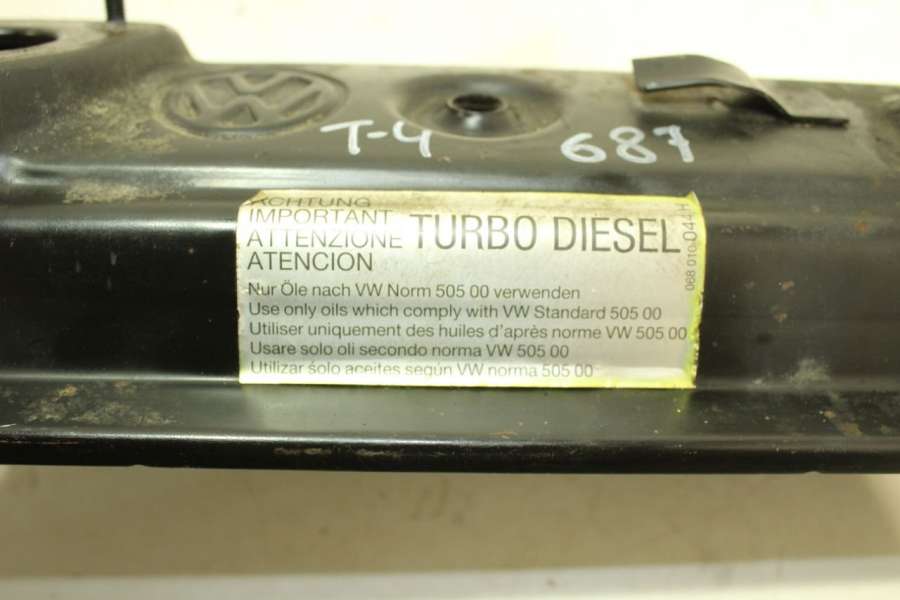 VW
T-4 687
ACHTUNG
IMPORTANT
ATTENZIONE
ATENCION
TURBO DIESEL
068 010 044 H
Nur Öle nach VW Norm 505 00 verwenden
Use only oils which comply with VW Standard 505 00
Utiliser uniquement des huiles d'après norme VW 505 00
Usare solo oli secondo norma VW 505 00
Utilizar śolo aceites según VW norma 505 00